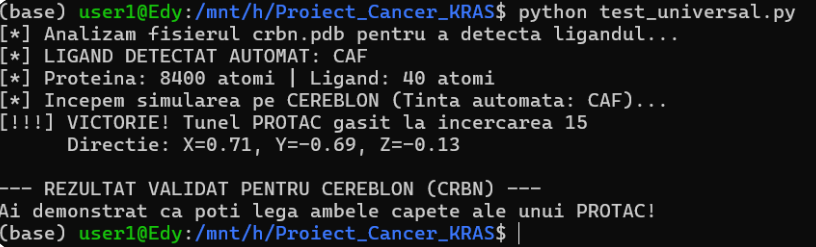 (base) user1@Edy:/mnt/h/Proiect_Cancer_KRAS$ python test_universal.py
[*] Analizam fisierul crbn.pdb pentru a detecta ligandul...
[*] LIGAND DETECTAT AUTOMAT: CAF
[*] Proteina: 8400 atomi | Ligand: 40 atomi
[*] Incepem simularea pe CEREBLON (Tinta automata: CAF)...
[!!!] VICTORIE! Tunel PROTAC gasit la incercarea 15
      Directie: X=0.71, Y=-0.69, Z=-0.13
--- REZULTAT VALIDAT PENTRU CEREBLON (CRBN) ---
Ai demonstrat ca poti lega ambele capete ale unui PROTAC!
(base) user1@Edy:/mnt/h/Proiect_Cancer_KRAS$